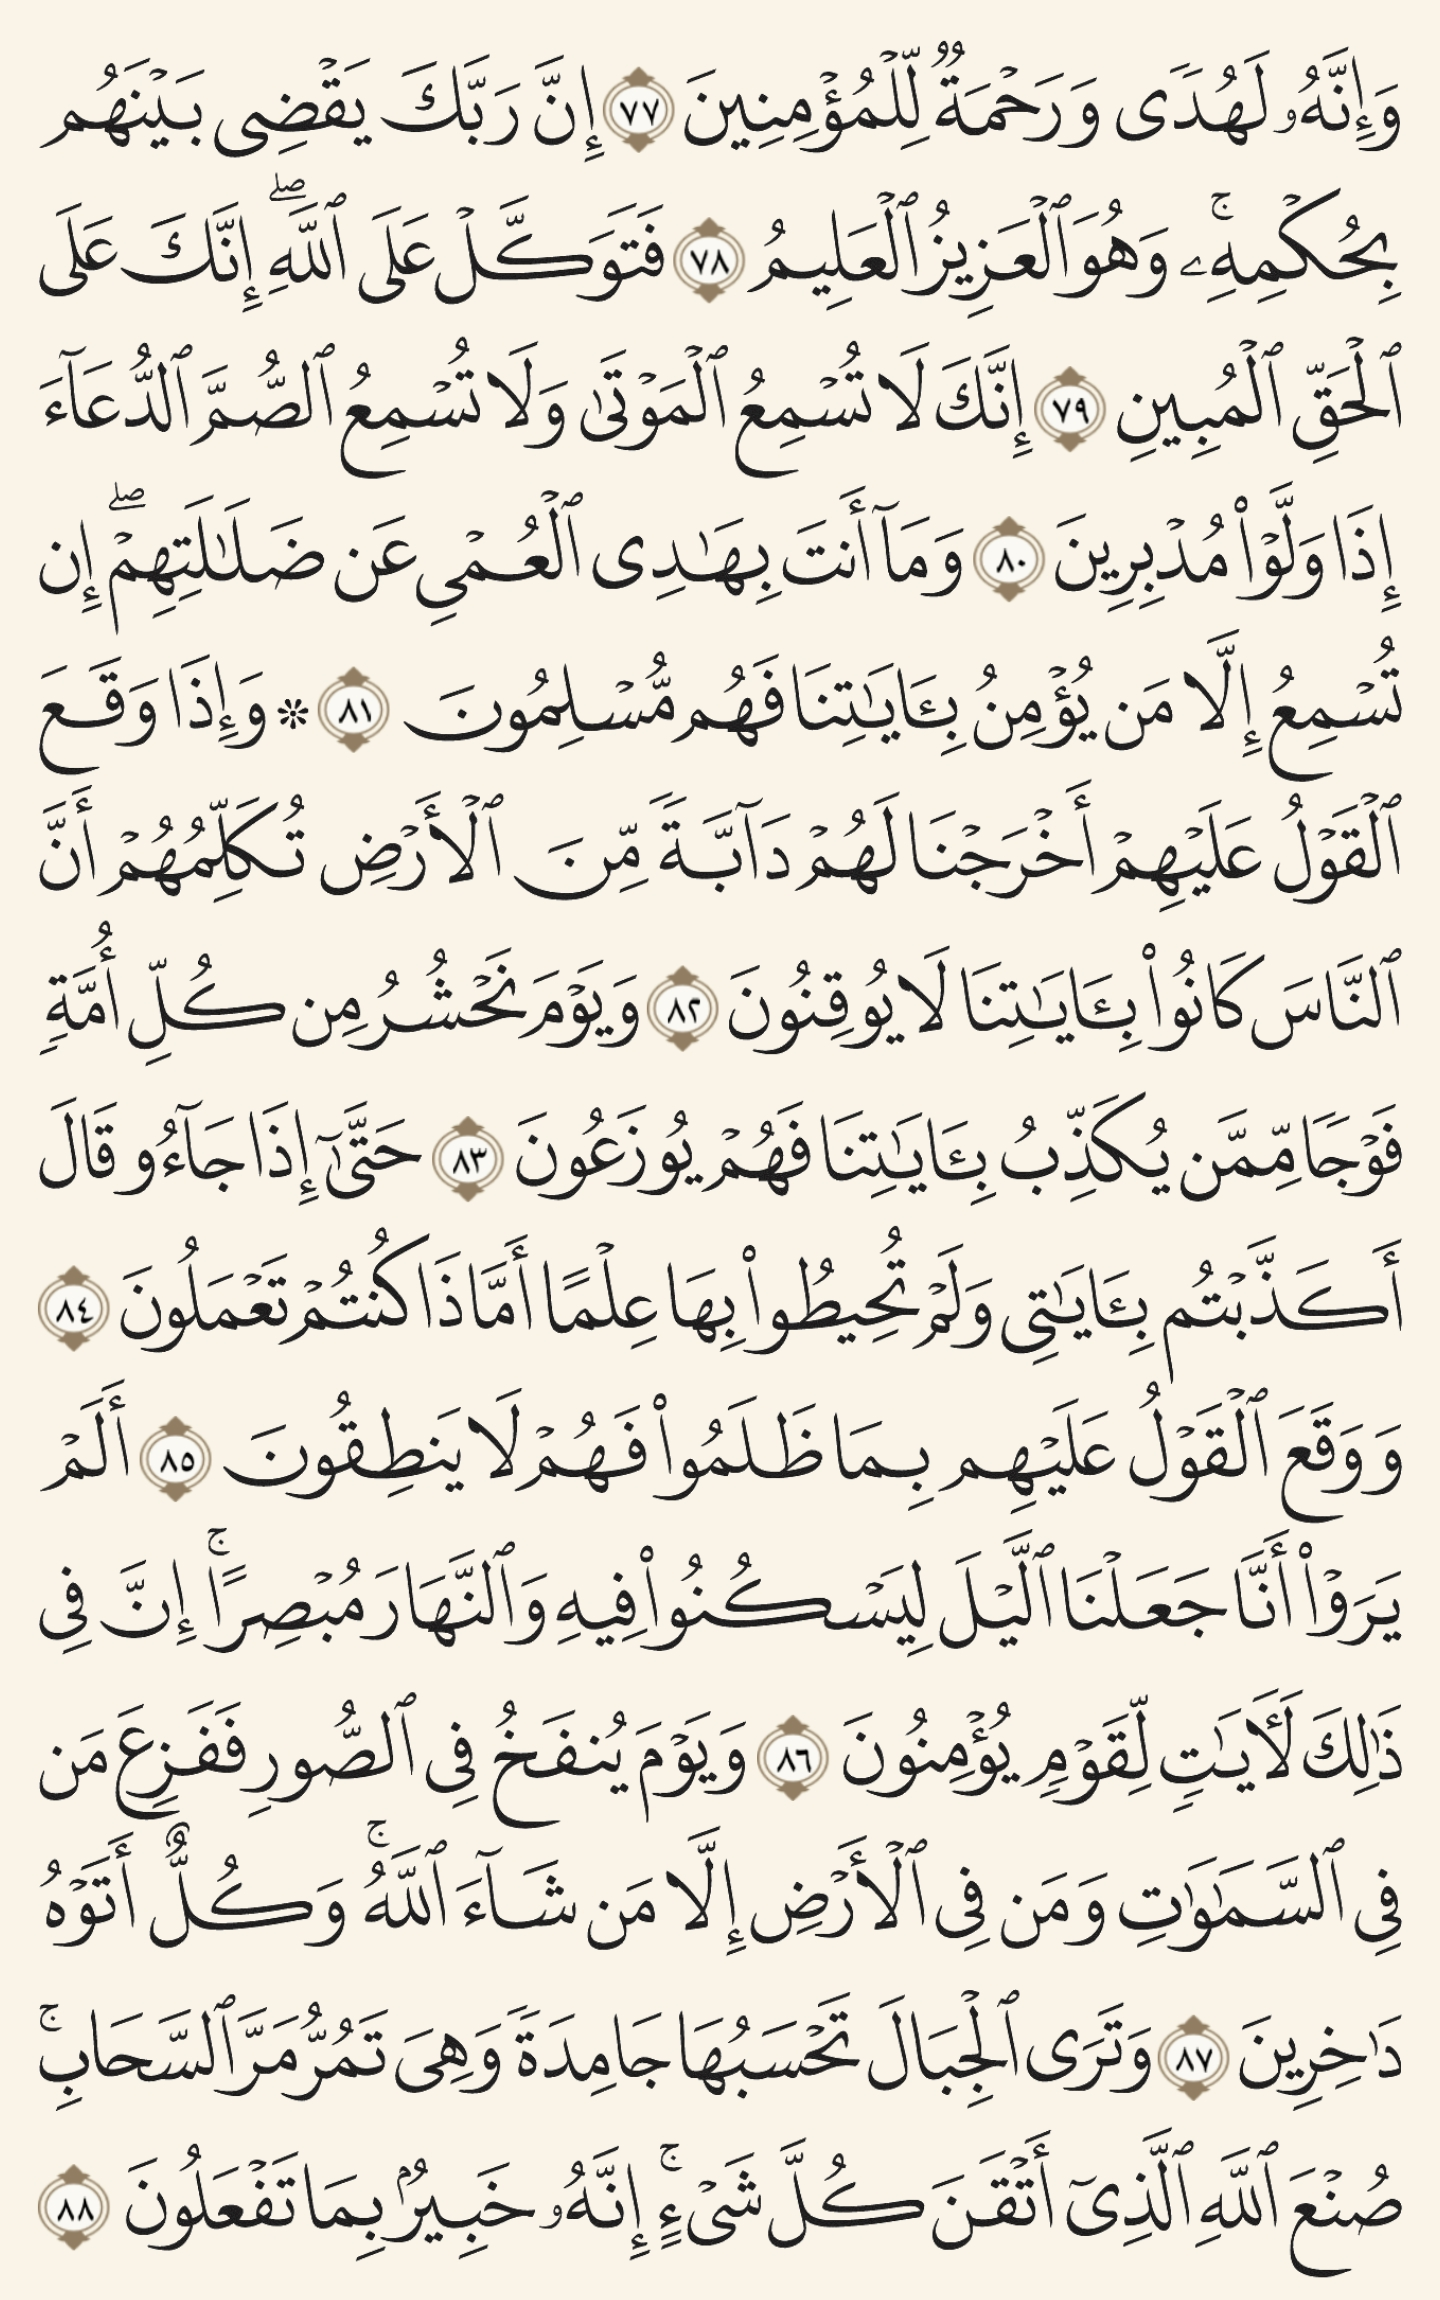 وَإِنَّهُۥ لَهُدًى وَرَحْمَةٌ لِّلْمُؤْمِنِينَ ٧٧ إِنَّ رَبَّكَ يَقْضِى بَيْنَهُم
بِحُكْمِهِۦۚ وَهُوَ ٱلْعَزِيزُ ٱلْعَلِيمُ ٧٨ فَتَوَكَّلْ عَلَى ٱللَّهِۖ إِنَّكَ عَلَى
ٱلْحَقِّ ٱلْمُبِينِ ٧٩ إِنَّكَ لَا تُسْمِعُ ٱلْمَوْتَىٰ وَلَا تُسْمِعُ ٱلصُّمَّ ٱلدُّعَآءَ
إِذَا وَلَّوْا۟ مُدْبِرِينَ ٨٠ وَمَآ أَنتَ بِهَـٰدِى ٱلْعُمْىِ عَن ضَلَـٰلَتِهِمْۖ إِن
تُسْمِعُ إِلَّا مَن يُؤْمِنُ بِـَٔايَـٰتِنَا فَهُم مُّسْلِمُونَ ٨١ ۞ وَإِذَا وَقَعَ
ٱلْقَوْلُ عَلَيْهِمْ أَخْرَجْنَا لَهُمْ دَآبَّةً مِّنَ ٱلْأَرْضِ تُكَلِّمُهُمْ أَنَّ
ٱلنَّاسَ كَانُوا۟ بِـَٔايَـٰتِنَا لَا يُوقِنُونَ ٨٢ وَيَوْمَ نَحْشُرُ مِن كُلِّ أُمَّةٍ
فَوْجًا مِّمَّن يُكَذِّبُ بِـَٔايَـٰتِنَا فَهُمْ يُوزَعُونَ ٨٣ حَتَّىٰٓ إِذَا جَآءُو قَالَ
أَكَذَّبْتُم بِـَٔايَـٰتِى وَلَمْ تُحِيطُوا۟ بِهَا عِلْمًا أَمَّاذَا كُنتُمْ تَعْمَلُونَ ٨٤
وَوَقَعَ ٱلْقَوْلُ عَلَيْهِم بِمَا ظَلَمُوا۟ فَهُمْ لَا يَنطِقُونَ ٨٥ أَلَمْ
يَرَوْا۟ أَنَّا جَعَلْنَا ٱلَّيْلَ لِيَسْكُنُوا۟ فِيهِ وَٱلنَّهَارَ مُبْصِرًاۚ إِنَّ فِى
ذَٰلِكَ لَـَٔايَـٰتٍ لِّقَوْمٍ يُؤْمِنُونَ ٨٦ وَيَوْمَ يُنفَخُ فِى ٱلصُّورِ فَفَزِعَ مَن
فِى ٱلسَّمَـٰوَٰتِ وَمَن فِى ٱلْأَرْضِ إِلَّا مَن شَآءَ ٱللَّهُۚ وَكُلٌّ أَتَوْهُ
دَٰخِرِينَ ٨٧ وَتَرَى ٱلْجِبَالَ تَحْسَبُهَا جَامِدَةً وَهِىَ تَمُرُّ مَرَّ ٱلسَّحَابِۚ
صُنْعَ ٱللَّهِ ٱلَّذِىٓ أَتْقَنَ كُلَّ شَىْءٍۚ إِنَّهُۥ خَبِيرٌۢ بِمَا تَفْعَلُونَ ٨٨